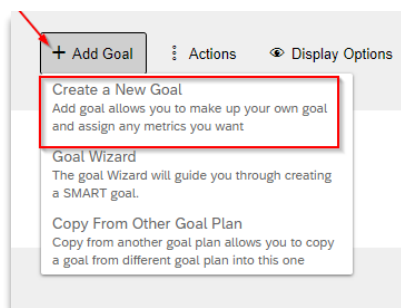 + Add Goal Actions Display Options
Create a New Goal
Add goal allows you to make up your own goal
and assign any metrics you want
Goal Wizard
The goal Wizard will guide you through creating
a SMART goal.
Copy From Other Goal Plan
Copy from another goal plan allows you to copy
a goal from different goal plan into this one